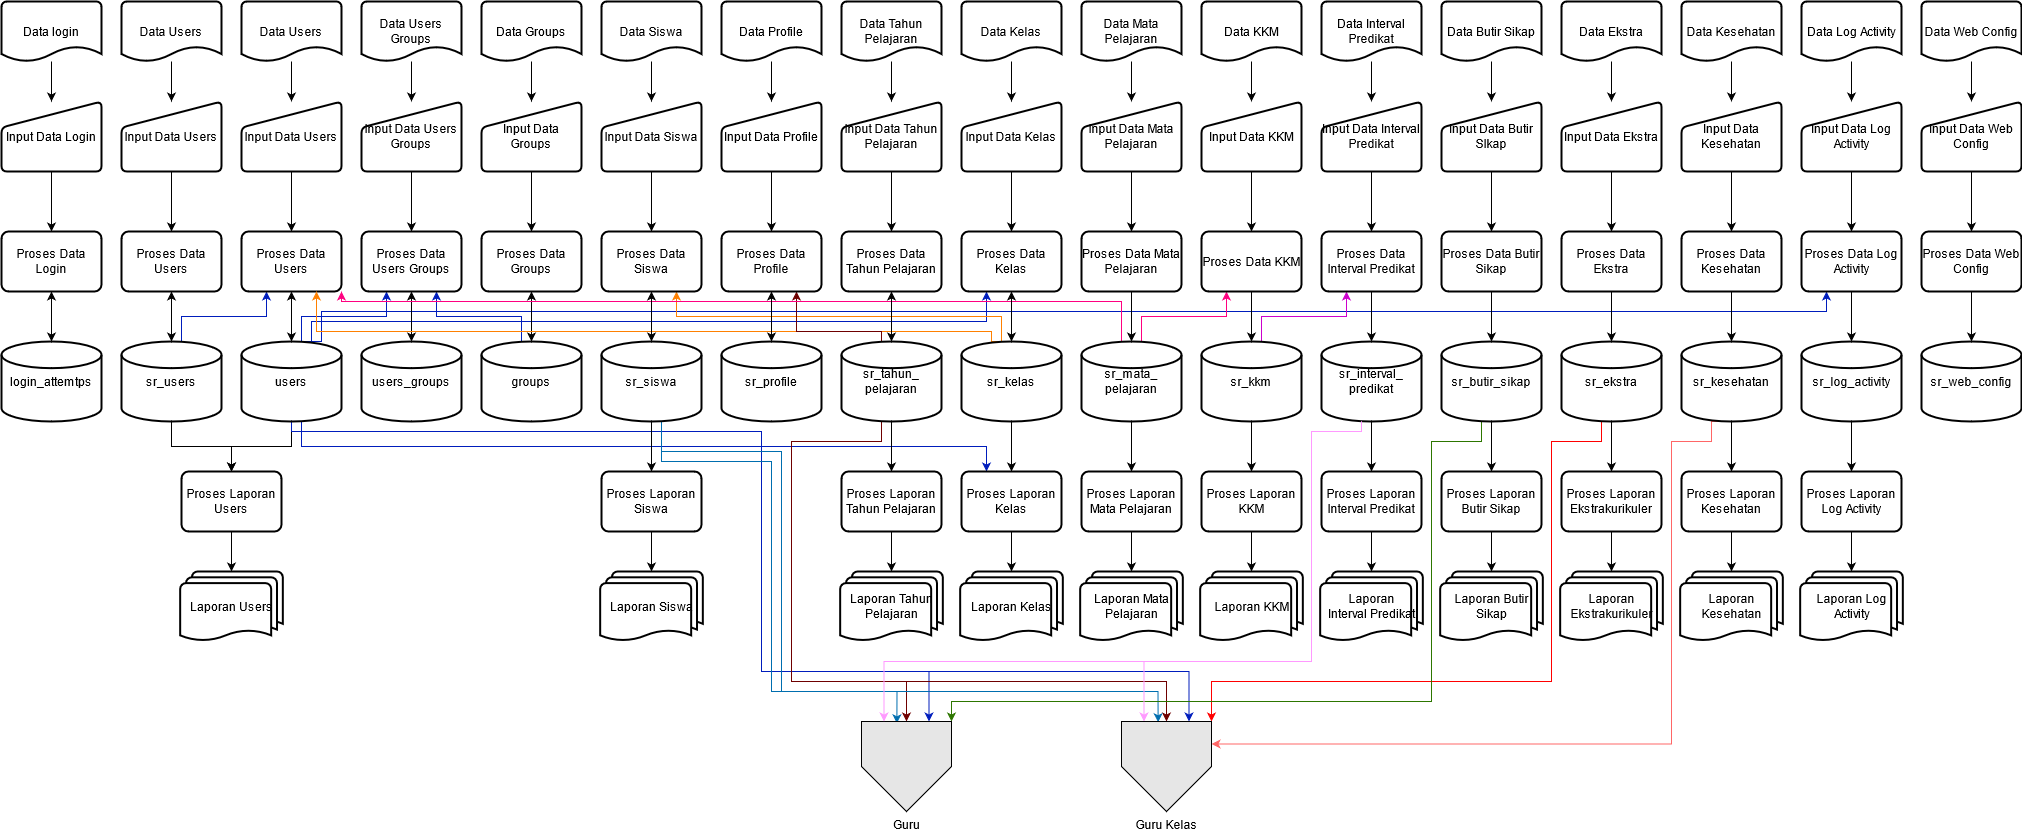 Data login
Data Users
Data Users
Data Users
Groups
Data Groups
Data Siswa
Data Profile
Data Tahun
Pelajaran
Data Kelas
Data Mata
Pelajaran
Data KKM
Data Interval
Predikat
Data Butir Sikap
Data Ekstra
Data Kesehatan
Data Log Activity
Data Web Config
Input Data Login
Input Data Users
Input Data Users
Input Data Users
Groups
Input Data
Groups
Input Data Siswa
Input Data Profile
Input Data Tahun
Pelajaran
Input Data Kelas
Input Data Mata
Pelajaran
Input Data KKM
Input Data Interval
Predikat
Input Data Butir
SIkap
Input Data Ekstra
Input Data
Kesehatan
Input Data Log
Activity
Input Data Web
Config
Proses Data
Login
Proses Data
Users
Proses Data
Users
Proses Data
Users Groups
Proses Data
Groups
Proses Data
Siswa
Proses Data
Profile
Proses Data
Tahun Pelajaran
Proses Data
Kelas
Proses Data Mata
Pelajaran
Proses Data KKM
Proses Data
Interval Predikat
Proses Data Butir
Sikap
Proses Data
Ekstra
Proses Data
Kesehatan
Proses Data Log
Activity
Proses Data Web
Config
login_attemtps
sr_users
users
users_groups
groups
sr_siswa
sr_profile
sr_tahun_
pelajaran
sr_kelas
sr_mata_
pelajaran
sr_kkm
sr_interval_
predikat
sr_butir_sikap
sr_ekstra
sr_kesehatan
sr_log_activity
sr_web_config
Proses Laporan
Users
Proses Laporan
Siswa
Proses Laporan
Tahun Pelajaran
Proses Laporan
Kelas
Proses Laporan
Mata Pelajaran
Proses Laporan
KKM
Proses Laporan
Interval Predikat
Proses Laporan
Butir Sikap
Proses Laporan
Ekstrakurikuler
Proses Laporan
Kesehatan
Proses Laporan
Log Activity
Laporan Users
Laporan Siswa
Laporan Tahun
Pelajaran
Laporan Kelas
Laporan Mata
Pelajaran
Laporan KKM
Laporan
Interval Predikat
Laporan Butir
Sikap
Laporan
Ekstrakurikuler
Laporan
Kesehatan
Laporan Log
Activity
Guru
Guru Kelas